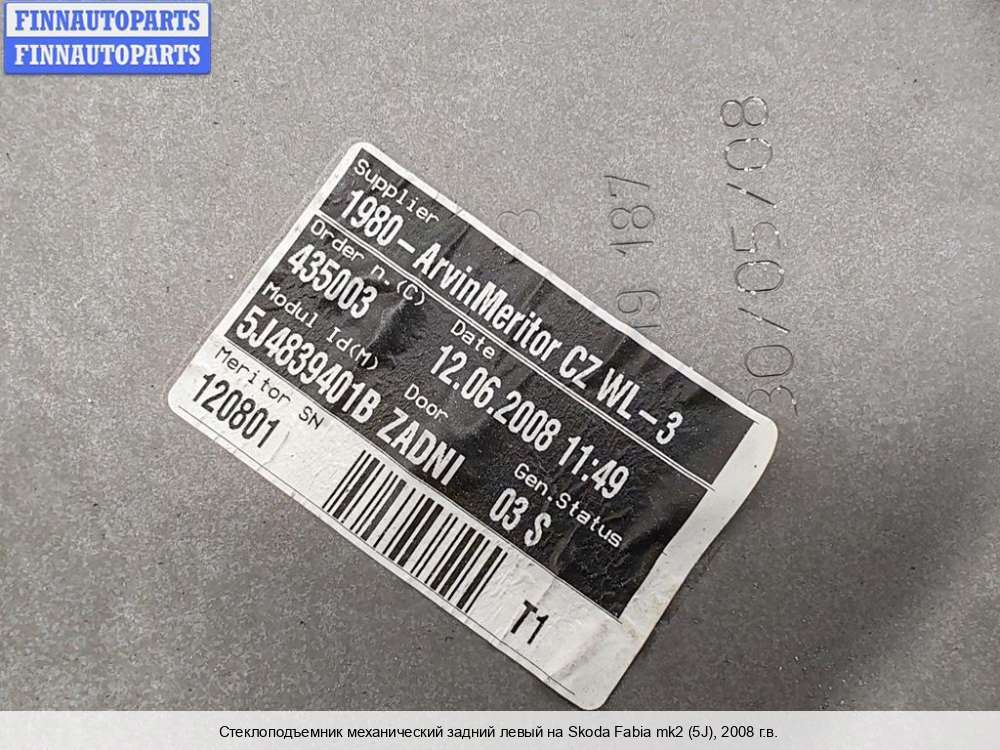 FINNAUTOPARTS
FINNAUTOPARTS
Supplier
1980-ArvinMeritor CZ WL-3
Order n.(C) Date
435003 12.06.2008 11:49
Modul Id(M) Door Gen.Status
5J4839401B ZADNI 03 S
Meritor SN
120801
T1
19 187
30/05/08
Стеклоподъемник механический задний левый на Skoda Fabia mk2 (5J), 2008 г.в.